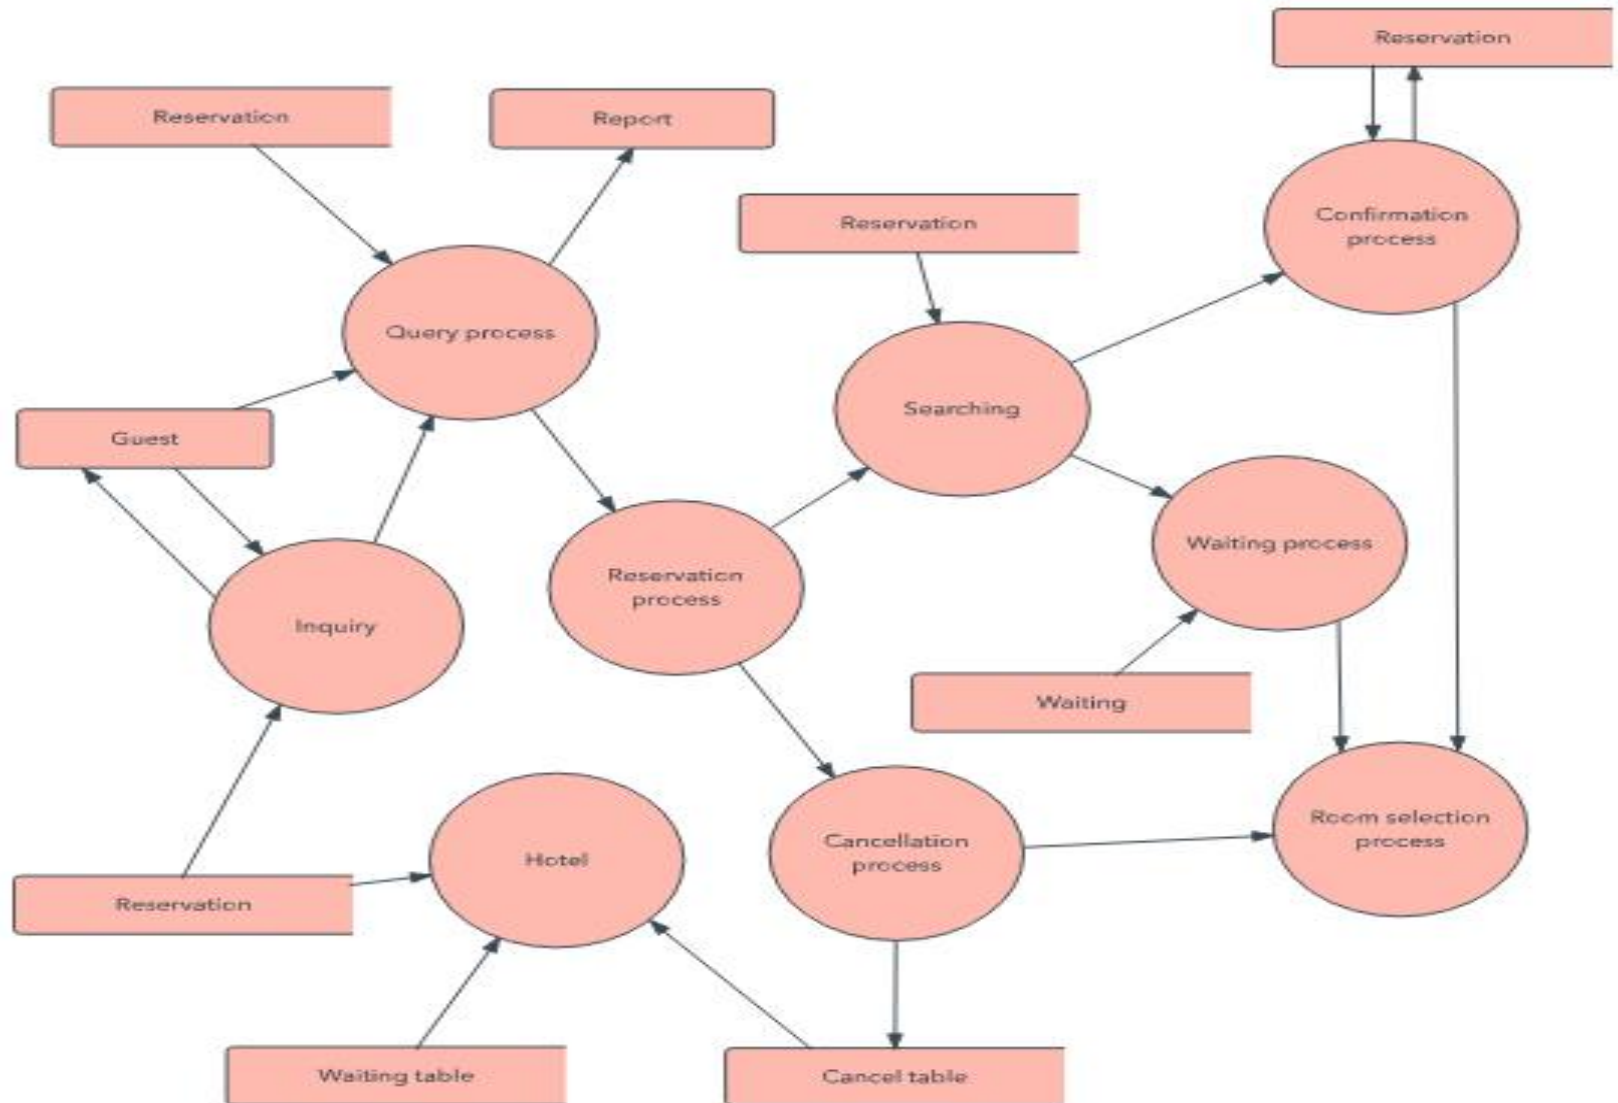 Reservation
Reservation
Report
Reservation
Confirmation
process
Query process
Searching
Guest
Waiting process
Reservation
process
Inquiry
Waiting
Room selection
process
Cancellation
process
Hotel
Reservation
Waiting table
Cancel table